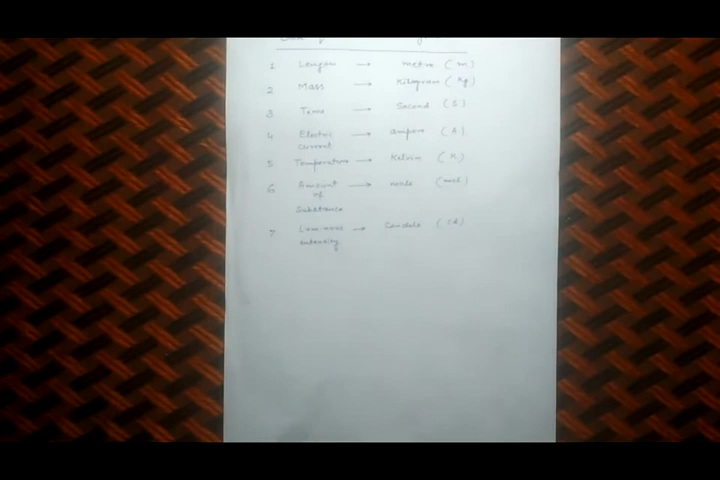 1 Length → metre (m)
2 Mass → Kilogram (Kg)
3 Time → Second (S)
4 Electric → ampere (A)
current
5 Temperature → Kelvin (K)
6 Amount → mole (mol)
of
Substance
7 Luminous → Candela (cd)
intensity